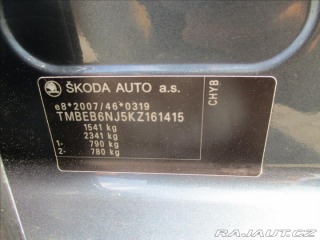 ŠKODA AUTO a.s.
e8*2007/46*0319
TMBEB6NJ5KZ161415
1541 kg
2341 kg
1- 790 kg
2- 780 kg
CHYB
RAJAUT.CZ